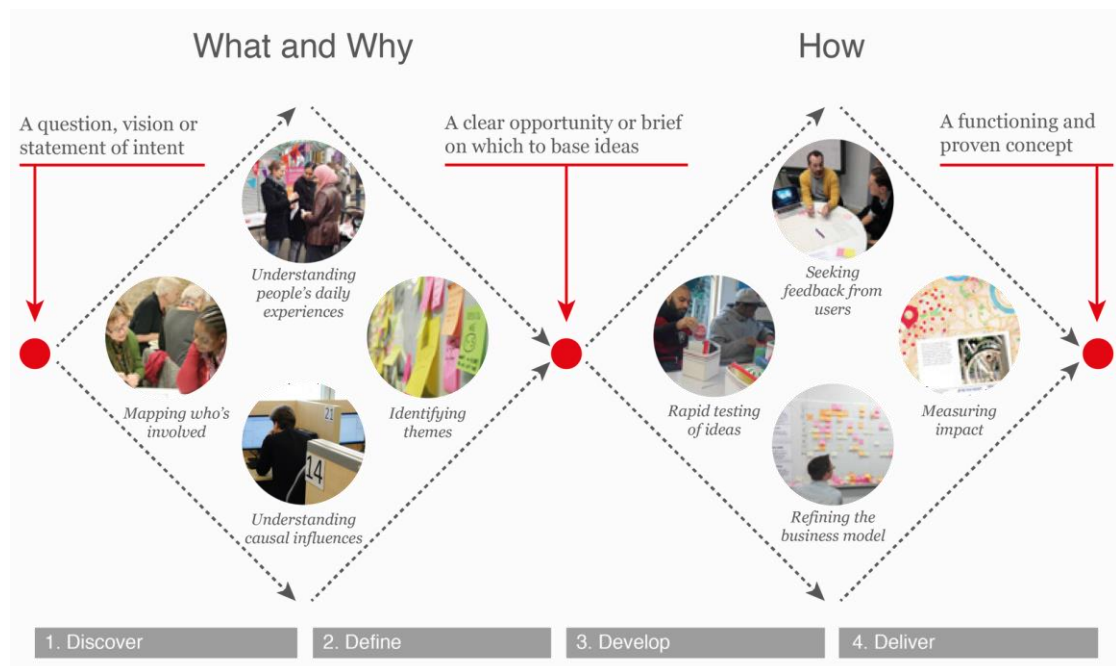 What and Why
How
A question, vision or
statement of intent
A clear opportunity or brief
on which to base ideas
A functioning and
proven concept
Understanding
people's daily
experiences
Mapping who's
involved
Identifying
themes
21
14
Understanding
causal influences
Seeking
feedback from
users
Rapid testing
of ideas
Measuring
impact
Refining the
business model
1. Discover
2. Define
3. Develop
4. Deliver